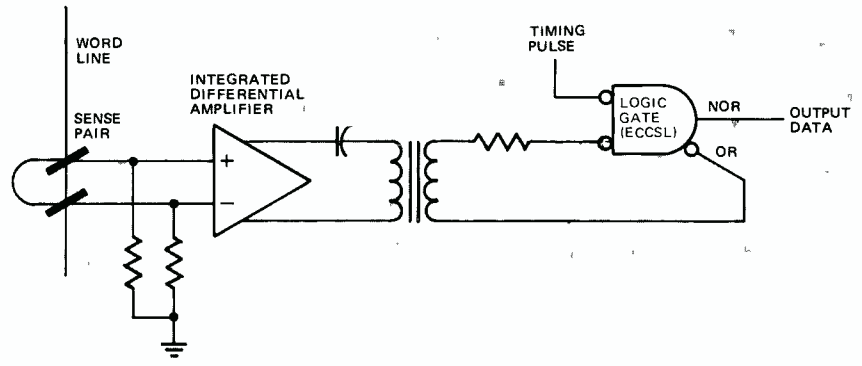 WORD
LINE
SENSE
PAIR
INTEGRATED
DIFFERENTIAL
AMPLIFIER
+
−
TIMING
PULSE
LOGIC
GATE
(ECCSL)
NOR
OR
OUTPUT
DATA